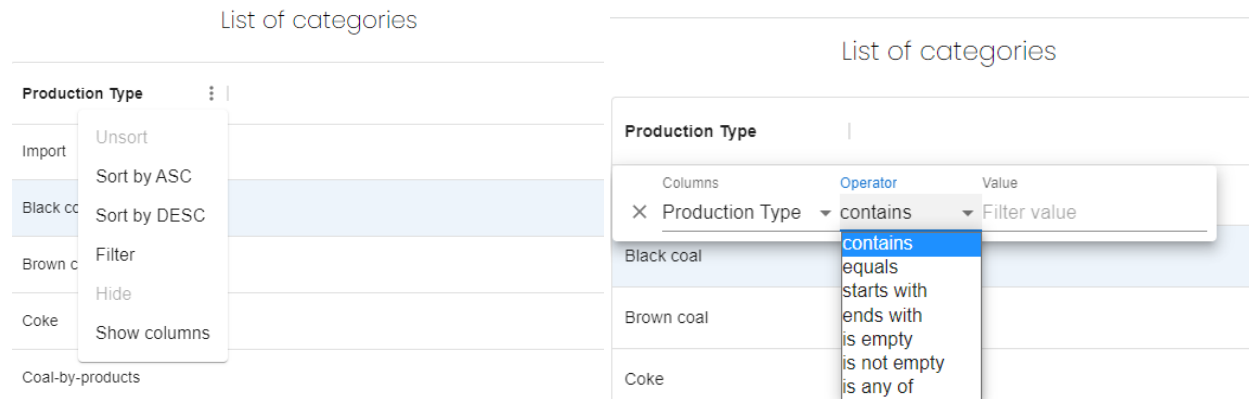 List of categories
Production Type
Import
Unsort
Sort by ASC
Black co
Sort by DESC
Brown c
Filter
Hide
Coke
Show columns
Coal-by-products
List of categories
Production Type
Columns
Operator
Value
Production Type
contains
Filter value
contains
Black coal
equals
starts with
Brown coal
ends with
is empty
is not empty
Coke
is any of